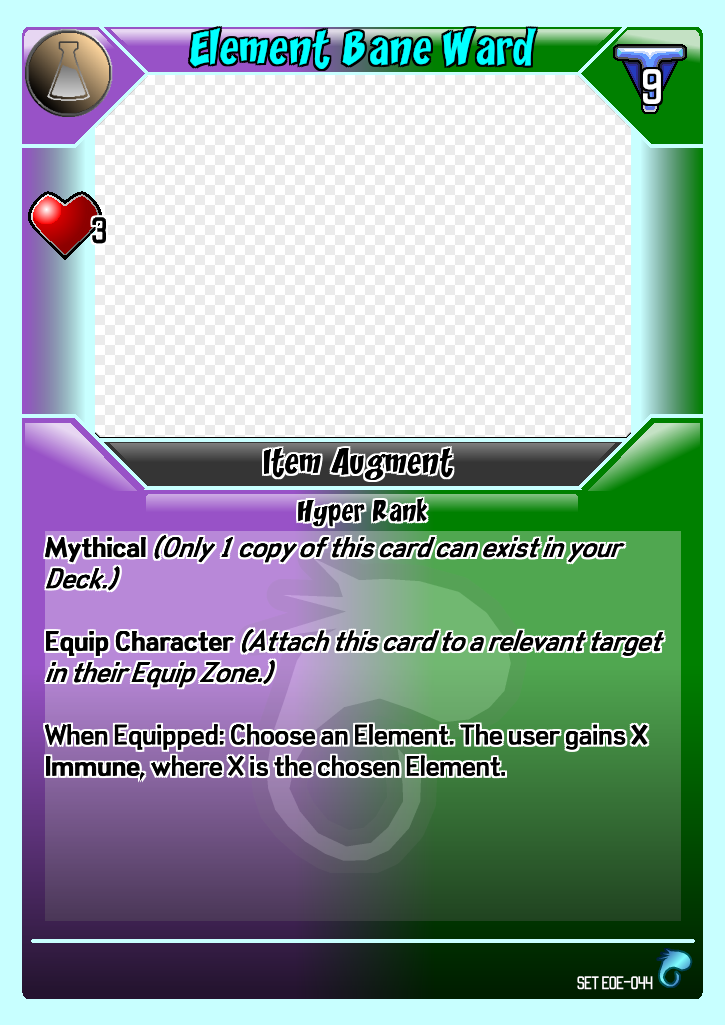 Element Bane Ward
9
3
Item Augment
Hyper Rank
Mythical (Only 1 copy of this card can exist in your
Deck.)
Equip Character (Attach this card to a relevant target
in their Equip Zone.)
When Equipped: Choose an Element. The user gains X
Immune, where X is the chosen Element.
SET EOE-044